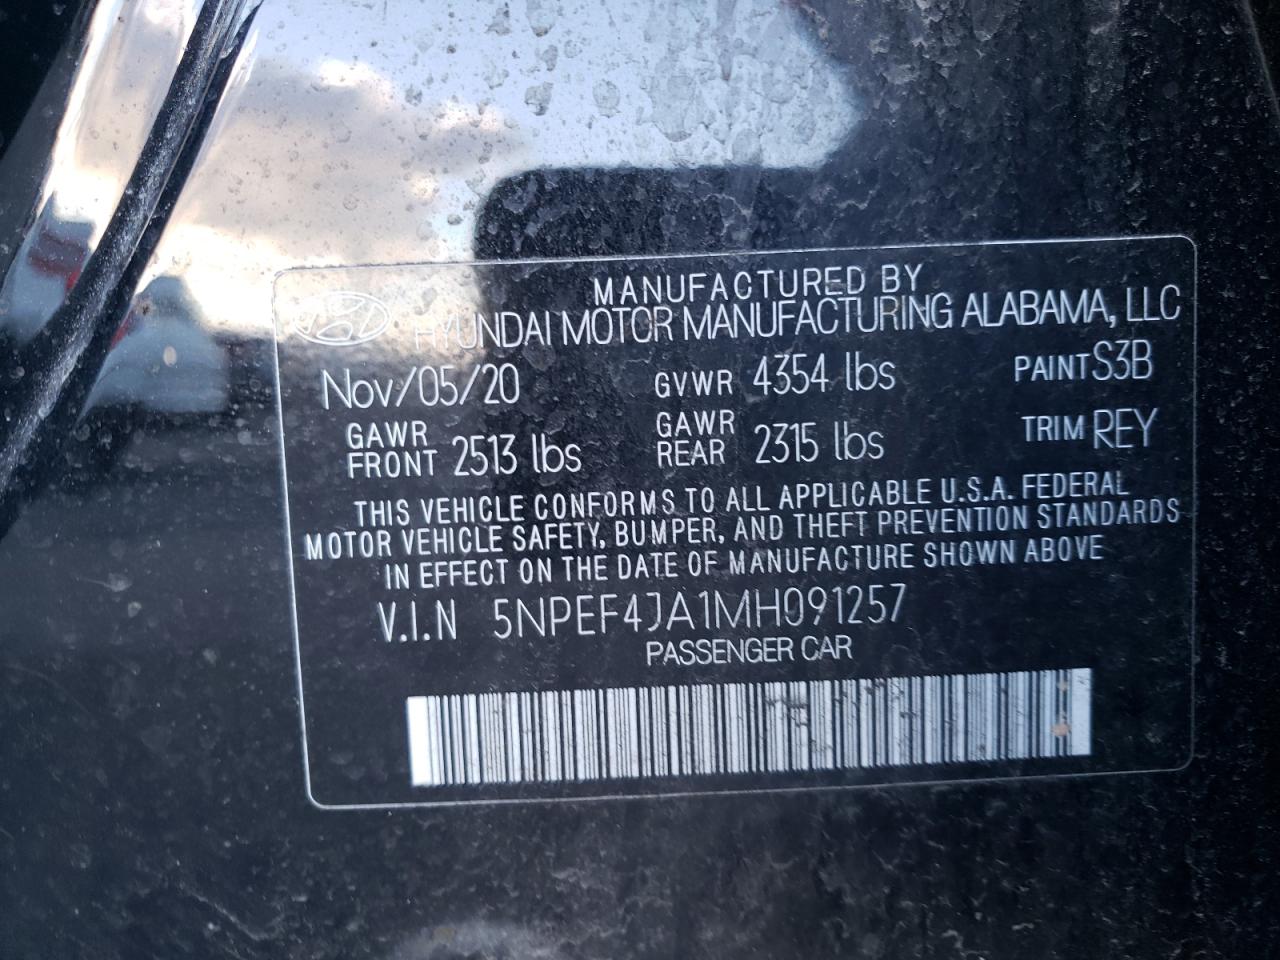 MANUFACTURED BY
HYUNDAI MOTOR MANUFACTURING ALABAMA, LLC
Nov/05/20 GVWR 4354 lbs PAINT S3B
GAWR FRONT 2513 lbs GAWR REAR 2315 lbs TRIM REY
THIS VEHICLE CONFORMS TO ALL APPLICABLE U.S.A. FEDERAL
MOTOR VEHICLE SAFETY, BUMPER, AND THEFT PREVENTION STANDARDS
IN EFFECT ON THE DATE OF MANUFACTURE SHOWN ABOVE
V.I.N 5NPEF4JA1MH091257
PASSENGER CAR